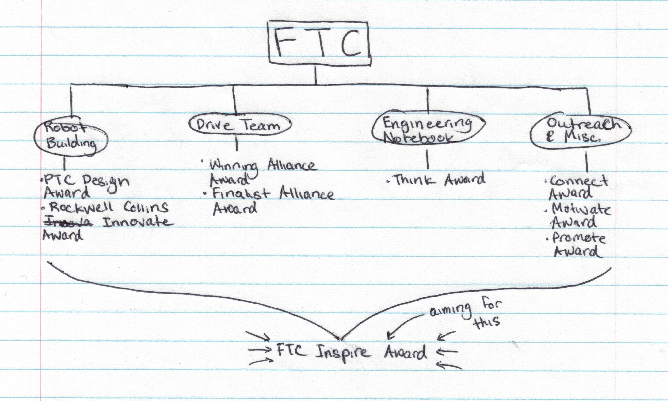 FTC
Robot
Building
Drive Team
Engineering
Notebook
Outreach
& Misc.
• PTC Design
Award
• Rockwell Collins
Innovate
Award
• Winning Alliance
Award
• Finalist Alliance
Award
• Think Award
• Connect
Award
• Motivate
Award
• Promote
Award
aiming for
this
FTC Inspire Award